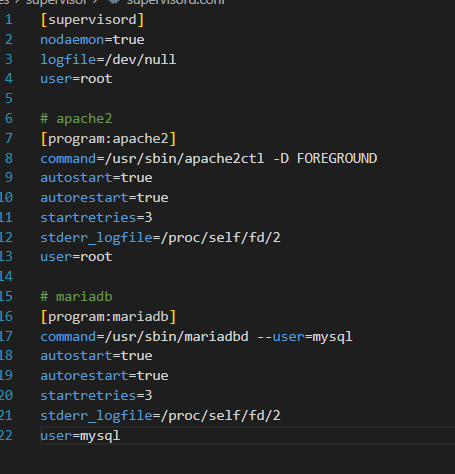 es > supervisor > supervisord.conf
1 [supervisord]
2 nodaemon=true
3 logfile=/dev/null
4 user=root
5
6 # apache2
7 [program:apache2]
8 command=/usr/sbin/apache2ctl -D FOREGROUND
9 autostart=true
10 autorestart=true
11 startretries=3
12 stderr_logfile=/proc/self/fd/2
13 user=root
14
15 # mariadb
16 [program:mariadb]
17 command=/usr/sbin/mariadbd --user=mysql
18 autostart=true
19 autorestart=true
20 startretries=3
21 stderr_logfile=/proc/self/fd/2
22 user=mysql